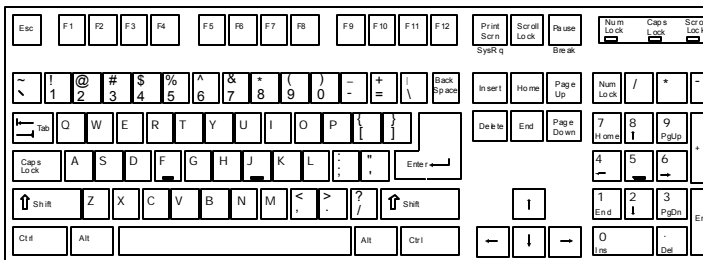 Esc F1 F2 F3 F4 F5 F6 F7 F8 F9 F10 F11 F12 Print Scrn Scroll Lock Pause Num Lock Caps Lock Scro Lock
SysRq Break
~ ! @ # $ % ^ & * ( ) _ + | Back Space Insert Home Page Up Num Lock / * -
` 1 2 3 4 5 6 7 8 9 0 - = \
Tab Q W E R T Y U I O P { [ } ] Delete End Page Down 7 Home 8 ↑ 9 PgUp
Caps Lock A S D F G H J K L : ; " ' Enter 4 ← 5 6 → +
⇧ Shift Z X C V B N M < , > . ? / ⇧ Shift ↑ 1 End 2 ↓ 3 PgDn
Ctrl Alt Alt Ctrl ← ↓ → 0 Ins . Del En